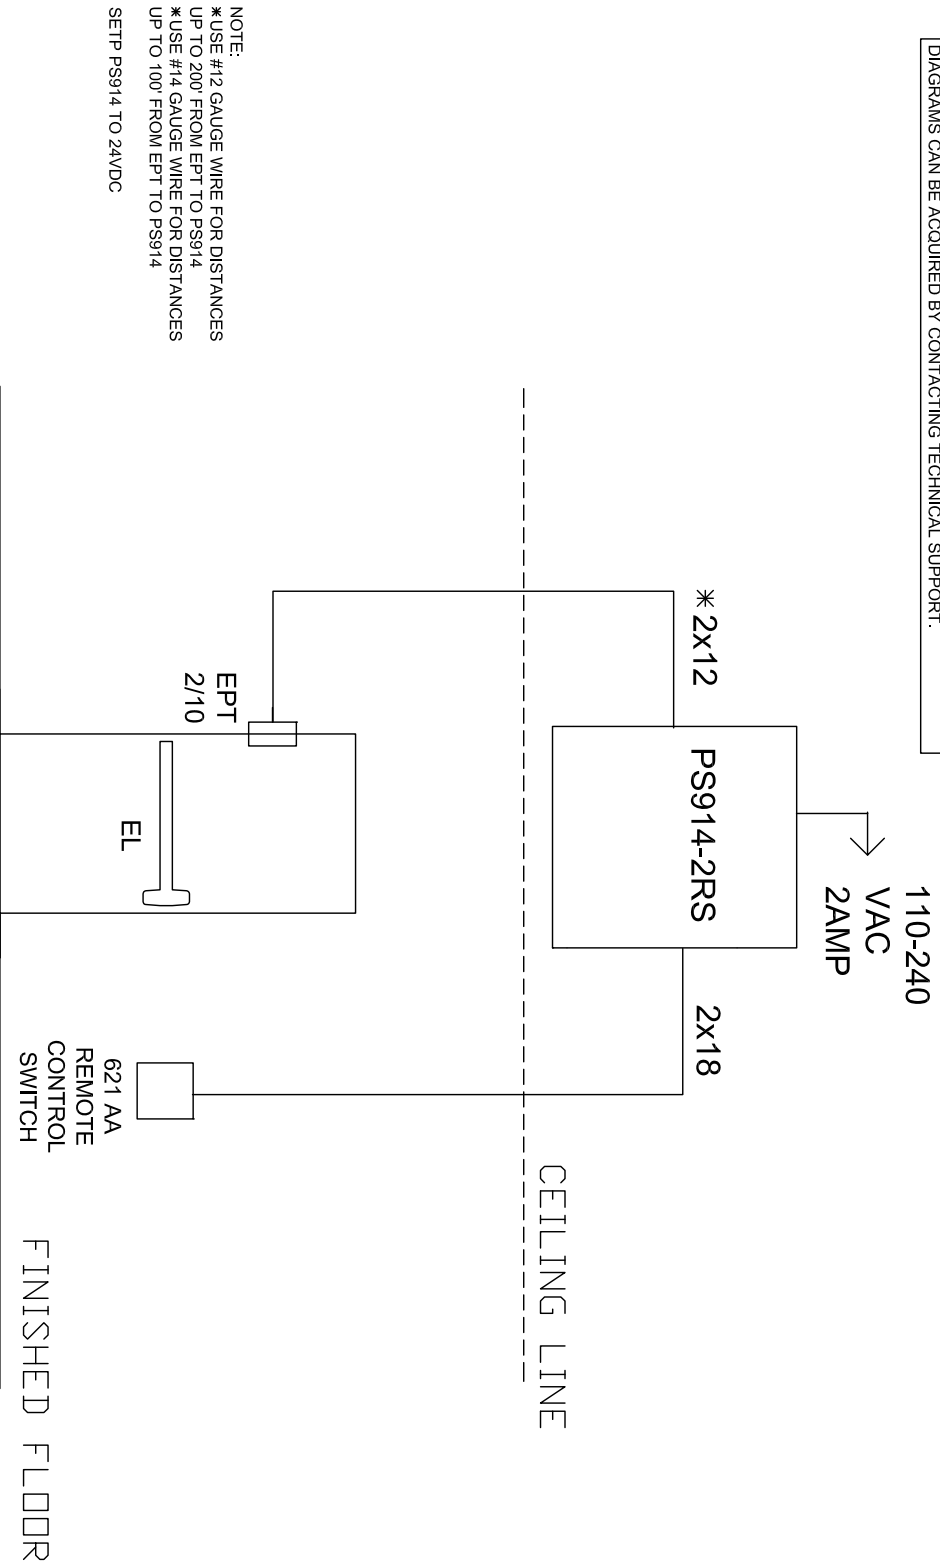 DIAGRAMS CAN BE ACQUIRED BY CONTACTING TECHNICAL SUPPORT.
110-240
VAC
2AMP
*2x12
PS914-2RS
2x18
CEILING LINE
NOTE:
*USE #12 GAUGE WIRE FOR DISTANCES
UP TO 200' FROM EPT TO PS914
*USE #14 GAUGE WIRE FOR DISTANCES
UP TO 100' FROM EPT TO PS914
SETP PS914 TO 24VDC
EPT
2/10
EL
621 AA
REMOTE
CONTROL
SWITCH
FINISHED FLOOR